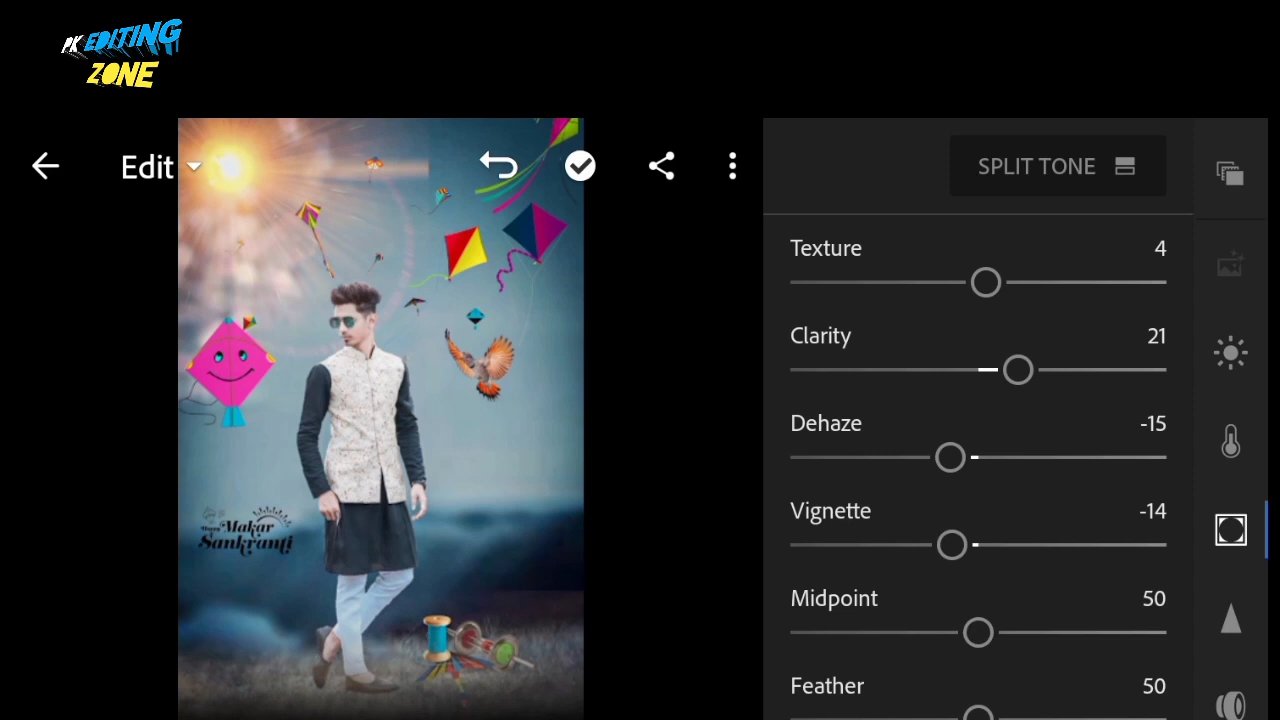 PK EDITING
ZONE
Edit
SPLIT TONE
Texture 4
Clarity 21
Dehaze -15
Vignette -14
Midpoint 50
Feather 50
Happy
Makar
Sankranti